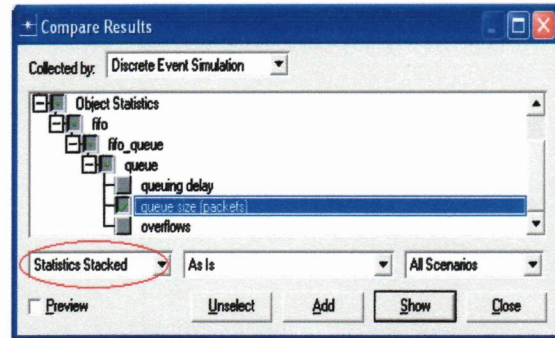 Compare Results
Collected by: Discrete Event Simulation
Object Statistics
fifo
fifo_queue
queue
queuing delay
queue size (packets)
overflows
Statistics Stacked As Is All Scenarios
Preview Unselect Add Show Close